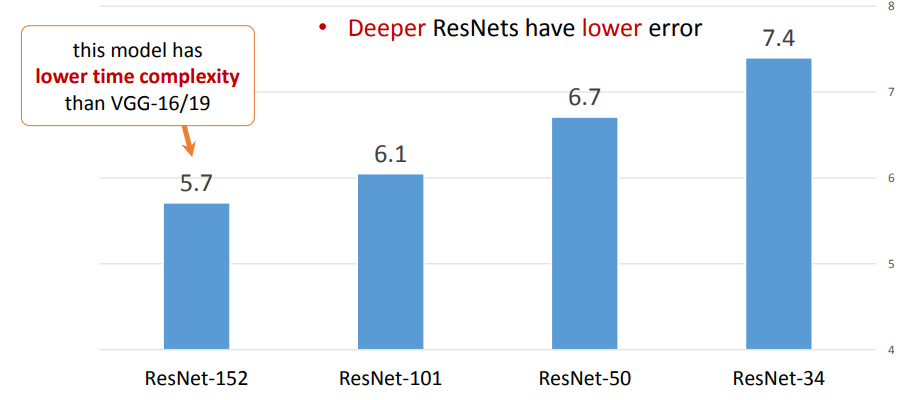 • Deeper ResNets have lower error
this model has
lower time complexity
than VGG-16/19
5.7
6.1
6.7
7.4
8
7
6
5
4
ResNet-152
ResNet-101
ResNet-50
ResNet-34